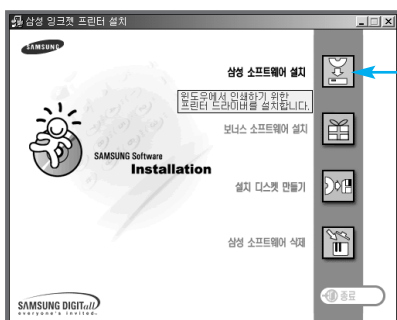 삼성 잉크젯 프린터 설치
SAMSUNG
삼성 소프트웨어 설치
윈도우에서 인쇄하기 위한
프린터 드라이버를 설치합니다.
보너스 소프트웨어 설치
SAMSUNG Software
Installation
설치 디스켓 만들기
삼성 소프트웨어 삭제
종료
SAMSUNG DIGITall
everyone's invited.